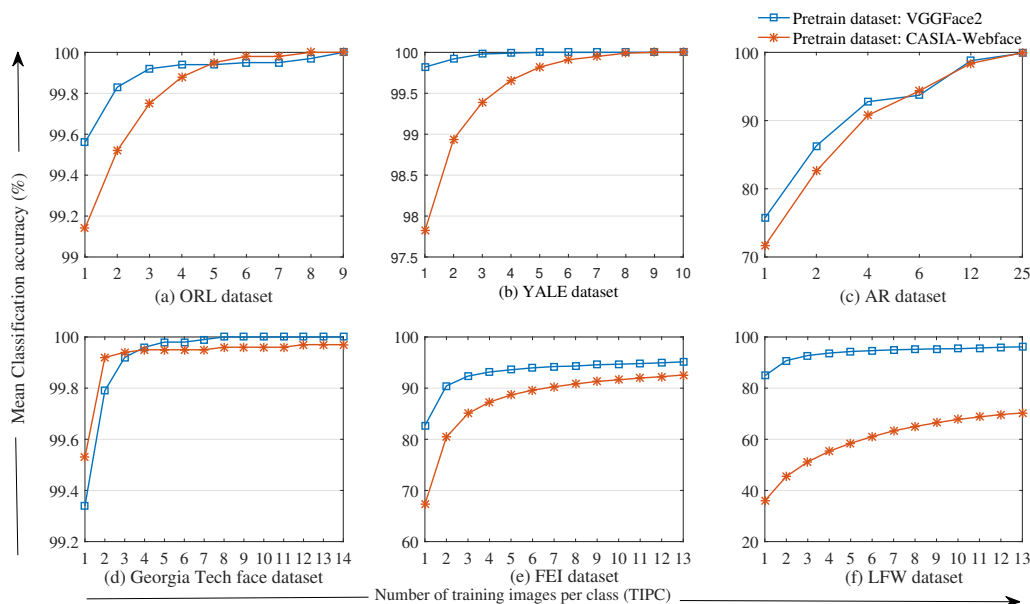 Pretrain dataset: VGGFace2
Pretrain dataset: CASIA-Webface
Mean Classification accuracy (%)
100
99.8
99.6
99.4
99.2
99
1 2 3 4 5 6 7 8 9
(a) ORL dataset
100
99.5
99
98.5
98
97.5
1 2 3 4 5 6 7 8 9 10
(b) YALE dataset
100
90
80
70
1 2 4 6 12 25
(c) AR dataset
100
99.8
99.6
99.4
99.2
1 2 3 4 5 6 7 8 9 10 11 12 13 14
(d) Georgia Tech face dataset
100
90
80
70
60
1 2 3 4 5 6 7 8 9 10 11 12 13
(e) FEI dataset
100
80
60
40
20
1 2 3 4 5 6 7 8 9 10 11 12 13
(f) LFW dataset
Number of training images per class (TIPC)